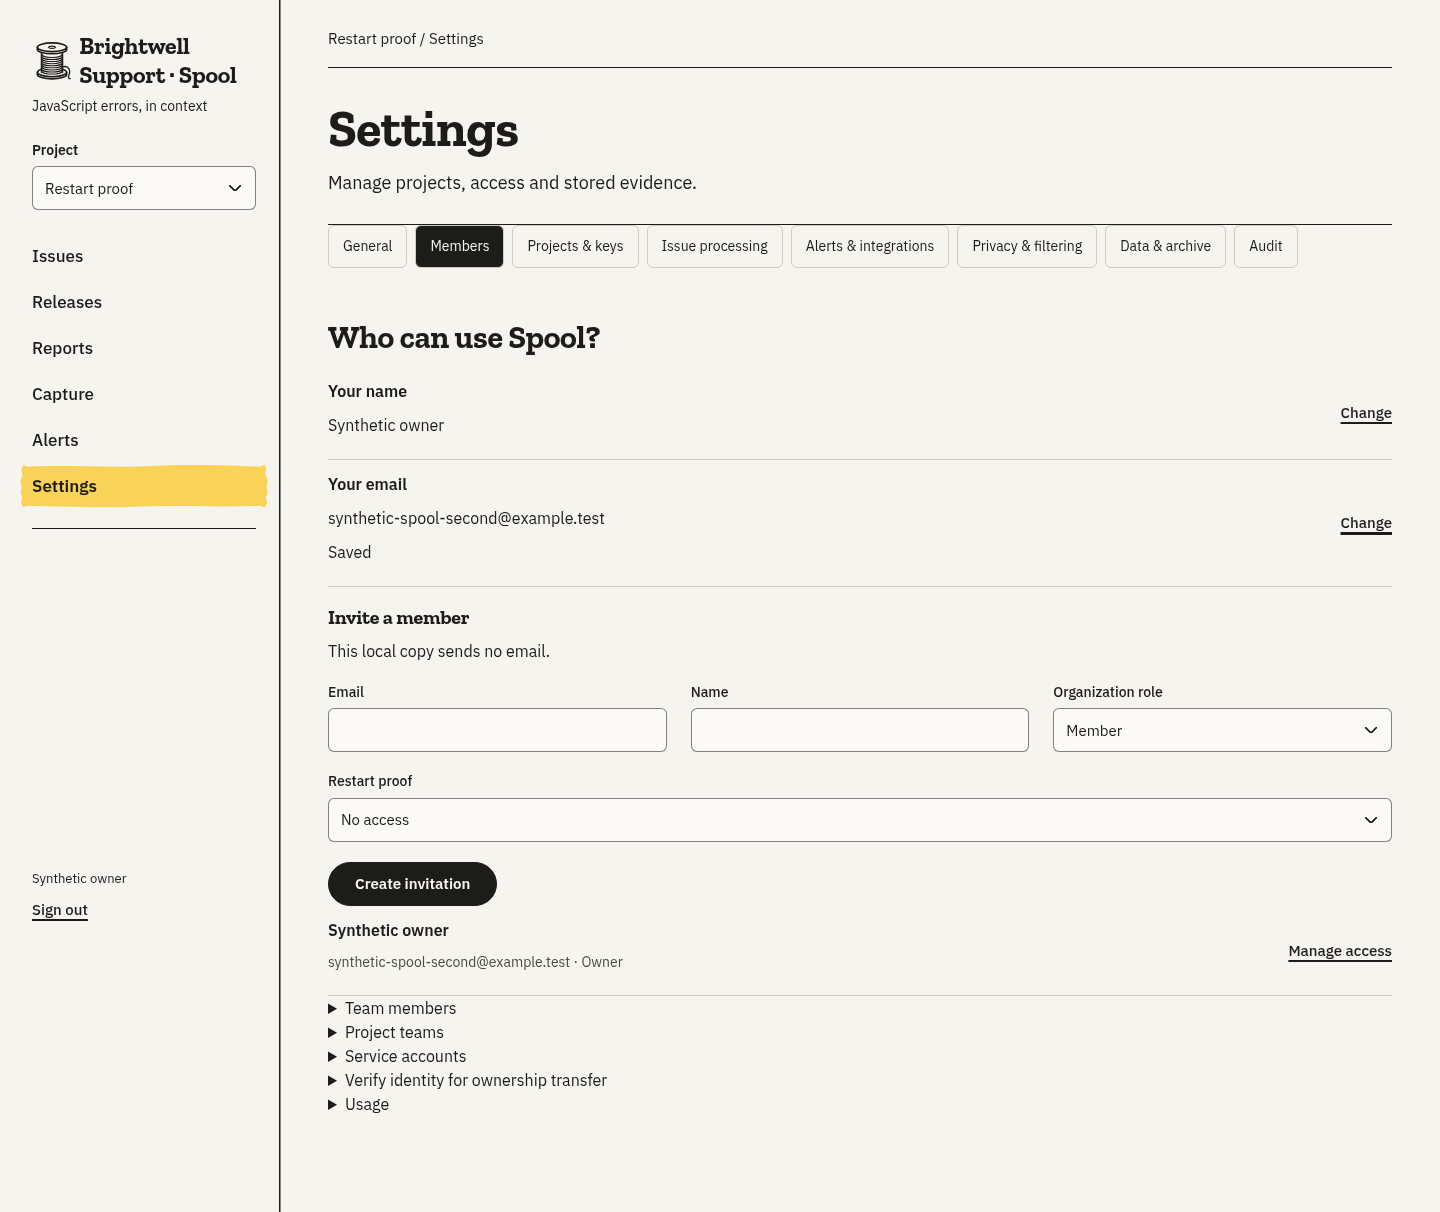 Brightwell
Support · Spool
JavaScript errors, in context
Project
Restart proof
Issues
Releases
Reports
Capture
Alerts
Settings
Synthetic owner
Sign out
Restart proof / Settings
Settings
Manage projects, access and stored evidence.
General
Members
Projects & keys
Issue processing
Alerts & integrations
Privacy & filtering
Data & archive
Audit
Who can use Spool?
Your name
Synthetic owner
Change
Your email
synthetic-spool-second@example.test
Saved
Change
Invite a member
This local copy sends no email.
Email
Name
Organization role
Member
Restart proof
No access
Create invitation
Synthetic owner
synthetic-spool-second@example.test · Owner
Manage access
Team members
Project teams
Service accounts
Verify identity for ownership transfer
Usage